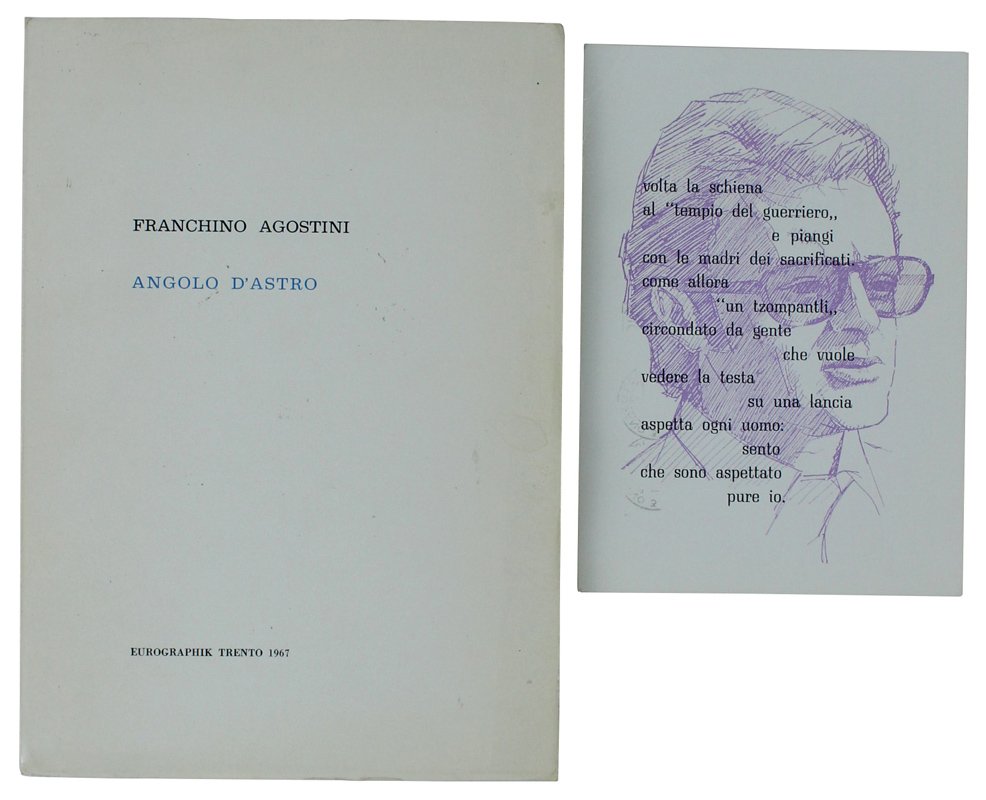 FRANCHINO AGOSTINI
ANGOLO D'ASTRO
EUROGRAPHIK TRENTO 1967
volta la schiena
al “tempio del guerriero„
e piangi
con le madri dei sacrificati.
come allora
“un tzompantli„
circondato da gente
che vuole
vedere la testa
su una lancia
aspetta ogni uomo:
sento
che sono aspettato
pure io.